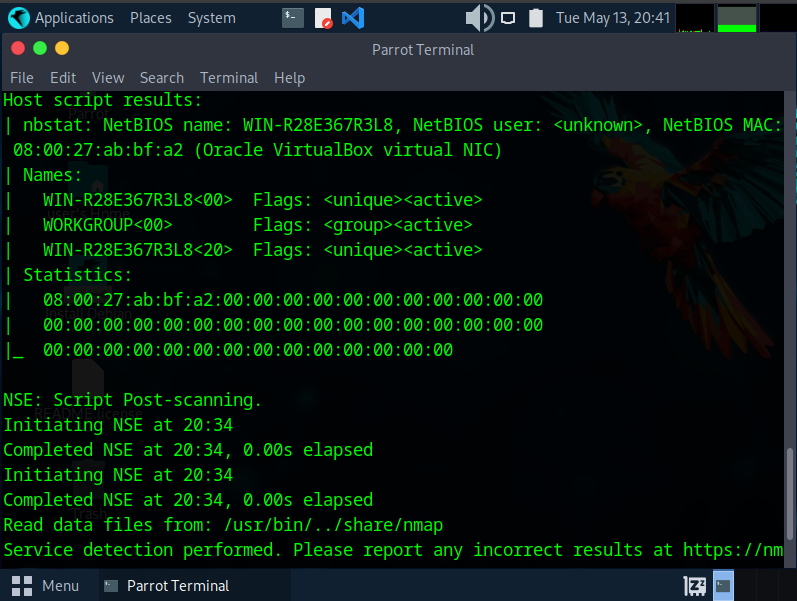 Applications Places System Tue May 13, 20:41
Parrot Terminal
File Edit View Search Terminal Help
Host script results:
| nbstat: NetBIOS name: WIN-R28E367R3L8, NetBIOS user: <unknown>, NetBIOS MAC:
08:00:27:ab:bf:a2 (Oracle VirtualBox virtual NIC)
| Names:
|   WIN-R28E367R3L8<00>  Flags: <unique><active>
|   WORKGROUP<00>        Flags: <group><active>
|   WIN-R28E367R3L8<20>  Flags: <unique><active>
| Statistics:
|   08:00:27:ab:bf:a2:00:00:00:00:00:00:00:00:00:00:00
|   00:00:00:00:00:00:00:00:00:00:00:00:00:00:00:00:00
|_  00:00:00:00:00:00:00:00:00:00:00:00:00:00
NSE: Script Post-scanning.
Initiating NSE at 20:34
Completed NSE at 20:34, 0.00s elapsed
Initiating NSE at 20:34
Completed NSE at 20:34, 0.00s elapsed
Read data files from: /usr/bin/../share/nmap
Service detection performed. Please report any incorrect results at https://nm
Menu Parrot Terminal